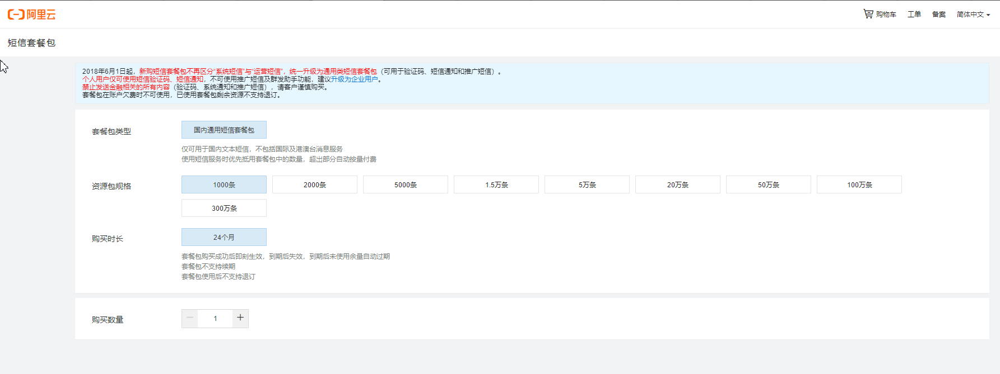 阿里云
购物车 工单 备案 简体中文
短信套餐包
2018年6月1日起，新购短信套餐包不再区分“系统短信”与“运营短信”，统一升级为通用类短信套餐包（可用于验证码、短信通知和推广短信）。
个人用户仅可使用短信验证码、短信通知，不可使用推广短信及群发助手功能，建议升级为企业用户。
禁止发送金融相关的所有内容（验证码、系统通知和推广短信），请客户谨慎购买。
套餐包在账户欠费时不可使用，已使用套餐包剩余资源不支持退订。
套餐包类型 国内通用短信套餐包
仅可用于国内文本短信，不包括国际及港澳台消息服务
使用短信服务时优先抵用套餐包中的数量，超出部分自动按量付费
资源包规格 1000条 2000条 5000条 1.5万条 5万条 20万条 50万条 100万条
300万条
购买时长 24个月
套餐包购买成功后即刻生效，到期后失效，到期后未使用余量自动过期
套餐包不支持续期
套餐包使用后不支持退订
购买数量 − 1 +